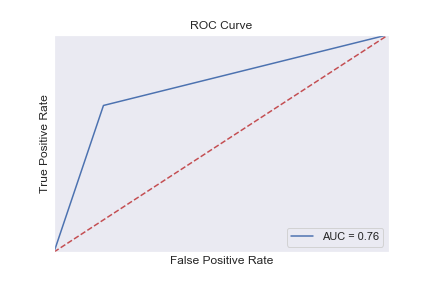 ROC Curve
True Positive Rate
AUC = 0.76
False Positive Rate